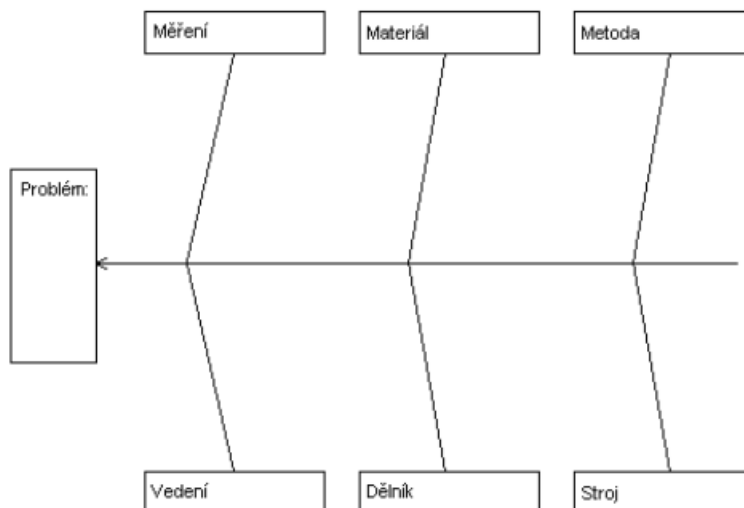 Měření
Materiál
Metoda
Problém:
Vedení
Dělník
Stroj